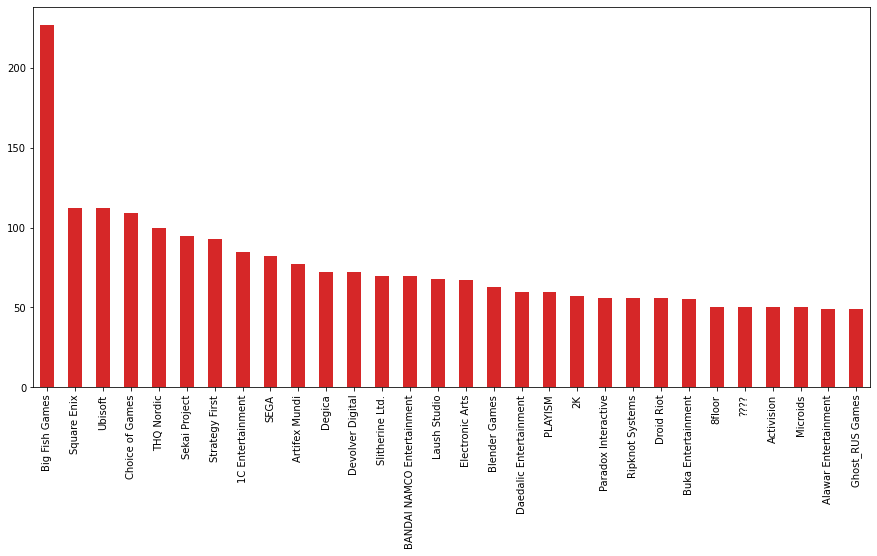 200
150
100
50
0
Big Fish Games
Square Enix
Ubisoft
Choice of Games
THQ Nordic
Sekai Project
Strategy First
1C Entertainment
SEGA
Artifex Mundi
Degica
Devolver Digital
Slitherine Ltd.
BANDAI NAMCO Entertainment
Laush Studio
Electronic Arts
Blender Games
Daedalic Entertainment
PLAYISM
2K
Paradox Interactive
Ripknot Systems
Droid Riot
Buka Entertainment
8floor
????
Activision
Microids
Alawar Entertainment
Ghost_RUS Games